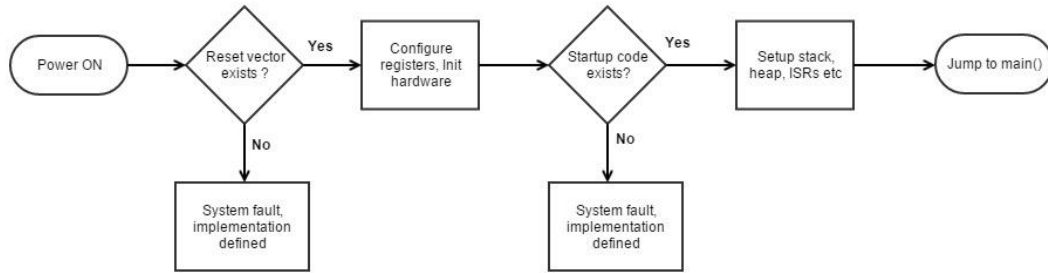 Power ON
Reset vector
exists ?
Yes
Configure
registers, Init
hardware
Startup code
exists?
Yes
Setup stack,
heap, ISRs etc
Jump to main()
No
System fault,
implementation
defined
No
System fault,
implementation
defined